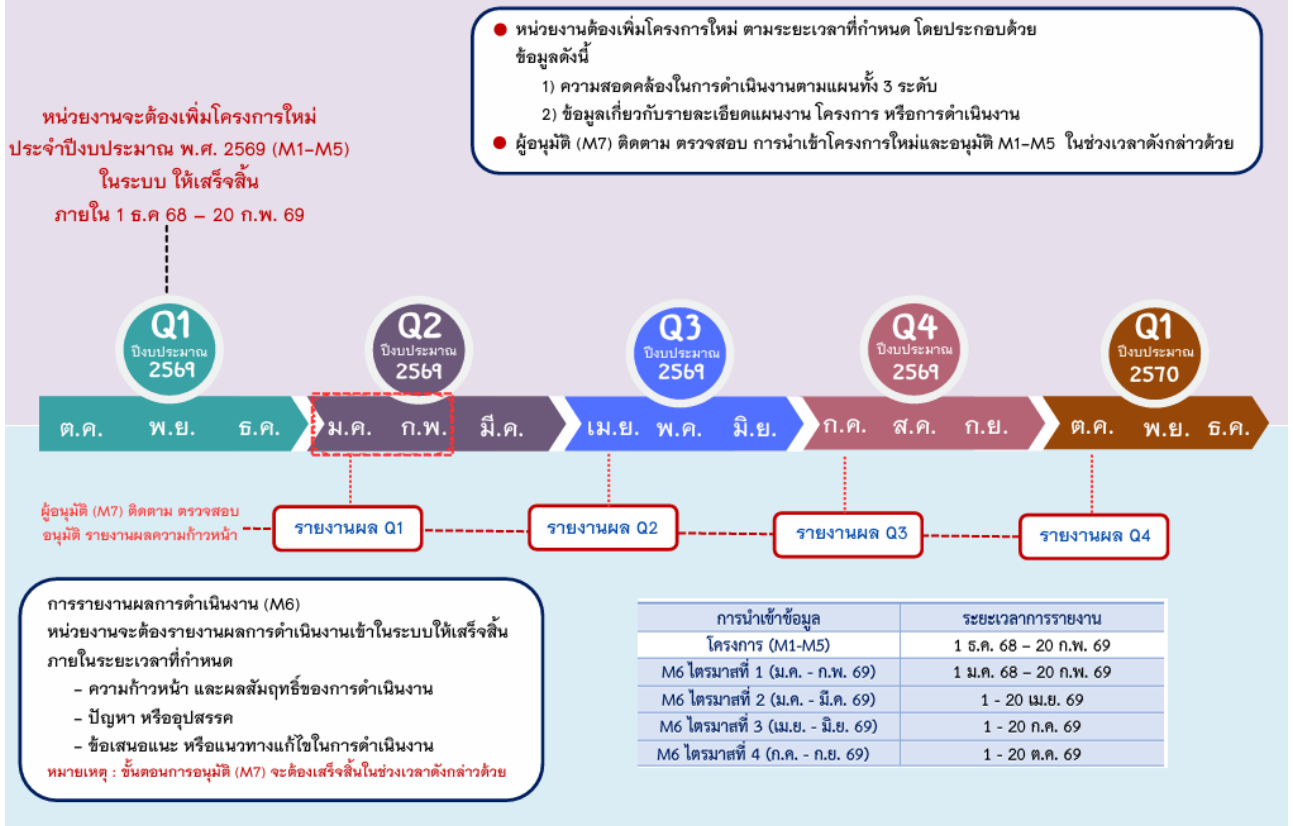 ● หน่วยงานต้องเพิ่มโครงการใหม่ ตามระยะเวลาที่กำหนด โดยประกอบด้วย
ข้อมูลดังนี้
1) ความสอดคล้องในการดำเนินงานตามแผนทั้ง 3 ระดับ
2) ข้อมูลเกี่ยวกับรายละเอียดแผนงาน โครงการ หรือการดำเนินงาน
● ผู้อนุมัติ (M7) ติดตาม ตรวจสอบ การนำเข้าโครงการใหม่และอนุมัติ M1-M5 ในช่วงเวลาดังกล่าวด้วย
หน่วยงานจะต้องเพิ่มโครงการใหม่
ประจำปีงบประมาณ พ.ศ. 2569 (M1-M5)
ในระบบ ให้เสร็จสิ้น
ภายใน 1 ธ.ค 68 – 20 ก.พ. 69
Q1
ปีงบประมาณ
2569
Q2
ปีงบประมาณ
2569
Q3
ปีงบประมาณ
2569
Q4
ปีงบประมาณ
2569
Q1
ปีงบประมาณ
2570
ต.ค. พ.ย. ธ.ค. ม.ค. ก.พ. มี.ค. เม.ย. พ.ค. มิ.ย. ก.ค. ส.ค. ก.ย. ต.ค. พ.ย. ธ.ค.
ผู้อนุมัติ (M7) ติดตาม ตรวจสอบ
อนุมัติ รายงานผลความก้าวหน้า
รายงานผล Q1
รายงานผล Q2
รายงานผล Q3
รายงานผล Q4
การรายงานผลการดำเนินงาน (M6)
หน่วยงานจะต้องรายงานผลการดำเนินงานเข้าในระบบให้เสร็จสิ้น
ภายในระยะเวลาที่กำหนด
– ความก้าวหน้า และผลสัมฤทธิ์ของการดำเนินงาน
– ปัญหา หรืออุปสรรค
– ข้อเสนอแนะ หรือแนวทางแก้ไขในการดำเนินงาน
หมายเหตุ : ขั้นตอนการอนุมัติ (M7) จะต้องเสร็จสิ้นในช่วงเวลาดังกล่าวด้วย
การนำเข้าข้อมูล ระยะเวลาการรายงาน
โครงการ (M1-M5) 1 ธ.ค. 68 – 20 ก.พ. 69
M6 ไตรมาสที่ 1 (ม.ค. - ก.พ. 69) 1 ม.ค. 68 – 20 ก.พ. 69
M6 ไตรมาสที่ 2 (ม.ค. - มี.ค. 69) 1 - 20 เม.ย. 69
M6 ไตรมาสที่ 3 (เม.ย. - มิ.ย. 69) 1 - 20 ก.ค. 69
M6 ไตรมาสที่ 4 (ก.ค. - ก.ย. 69) 1 - 20 ต.ค. 69